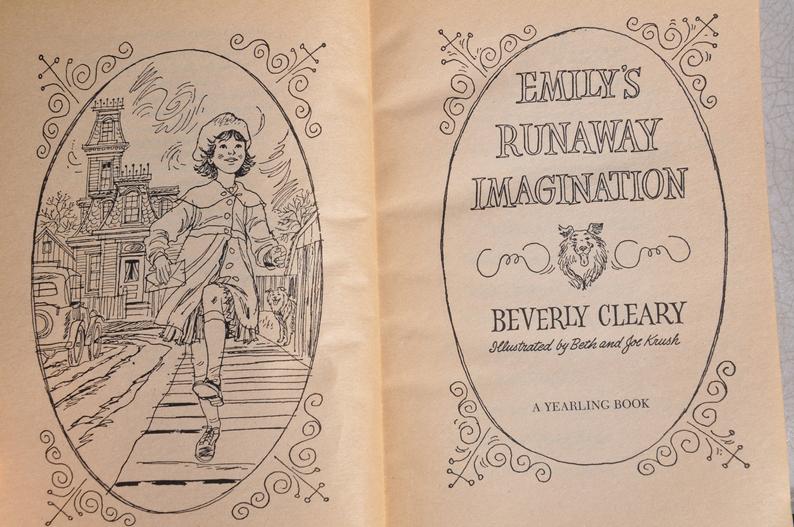 EMILY'S
RUNAWAY
IMAGINATION
BEVERLY CLEARY
Illustrated by Beth and Joe Krush
A YEARLING BOOK